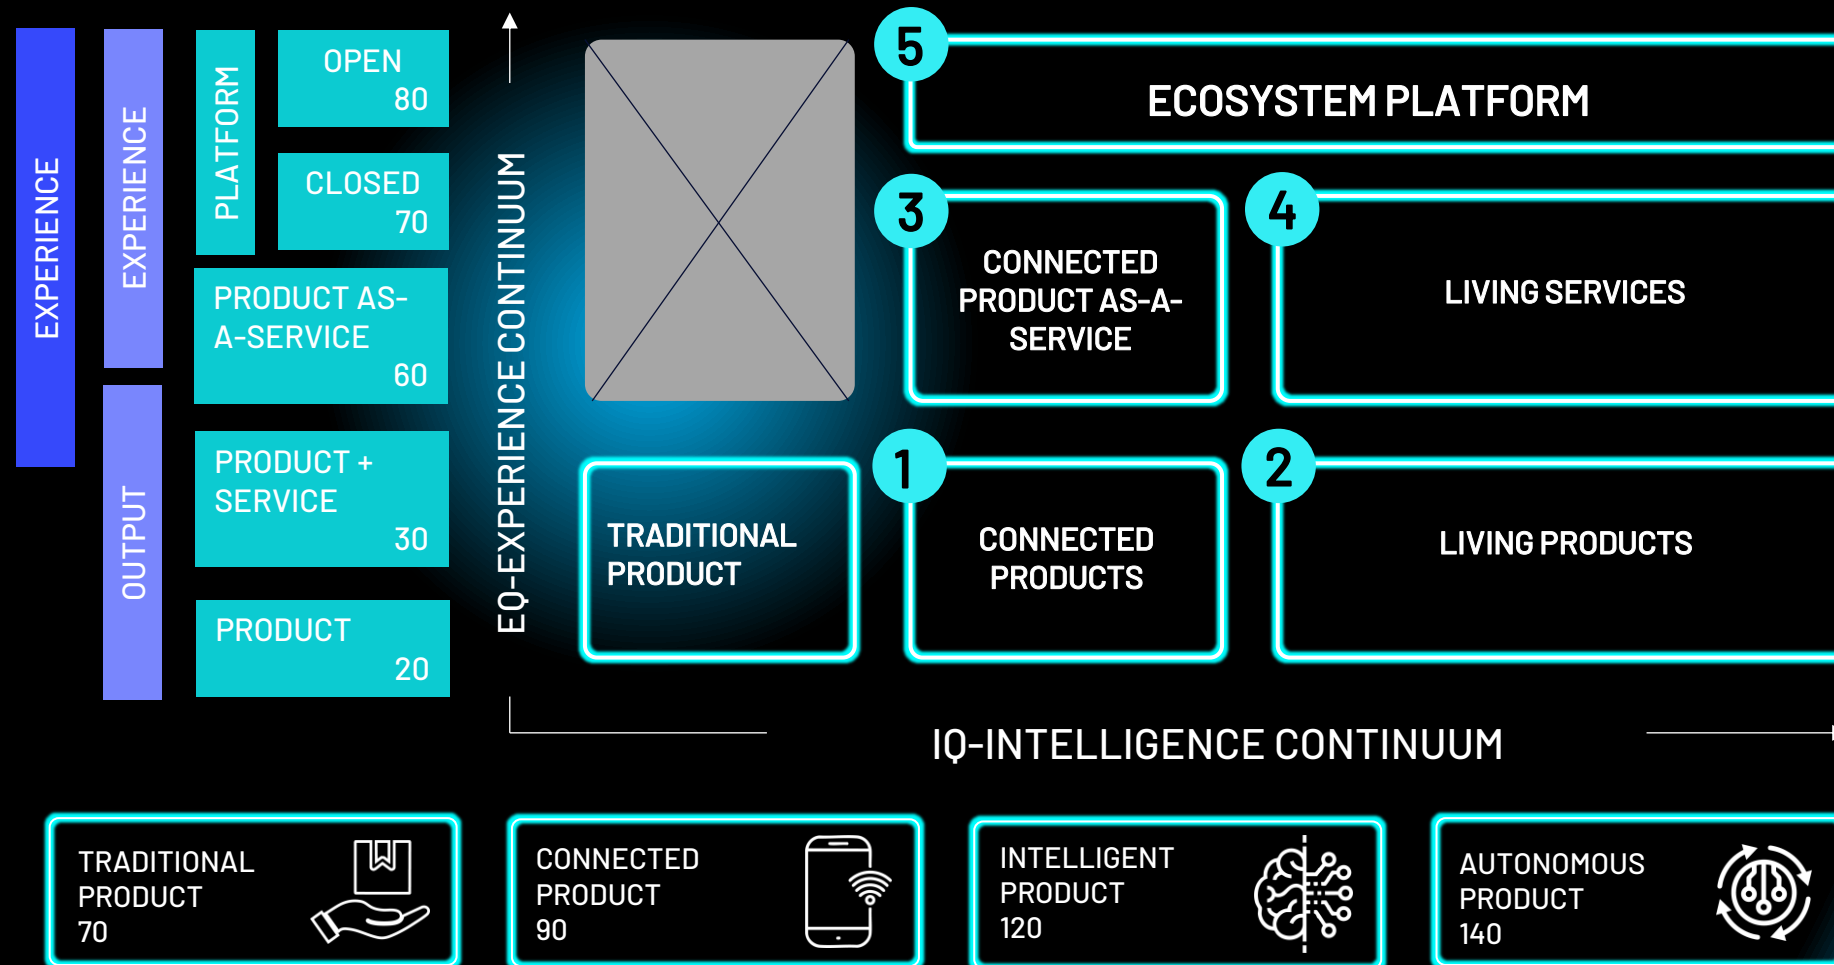 EXPERIENCE
EXPERIENCE
OUTPUT
PLATFORM
OPEN
80
CLOSED
70
PRODUCT AS-
A-SERVICE
60
PRODUCT +
SERVICE
30
PRODUCT
20
EQ-EXPERIENCE CONTINUUM
5
ECOSYSTEM PLATFORM
3
CONNECTED
PRODUCT AS-A-
SERVICE
4
LIVING SERVICES
TRADITIONAL
PRODUCT
1
CONNECTED
PRODUCTS
2
LIVING PRODUCTS
IQ-INTELLIGENCE CONTINUUM
TRADITIONAL
PRODUCT
70
CONNECTED
PRODUCT
90
INTELLIGENT
PRODUCT
120
AUTONOMOUS
PRODUCT
140